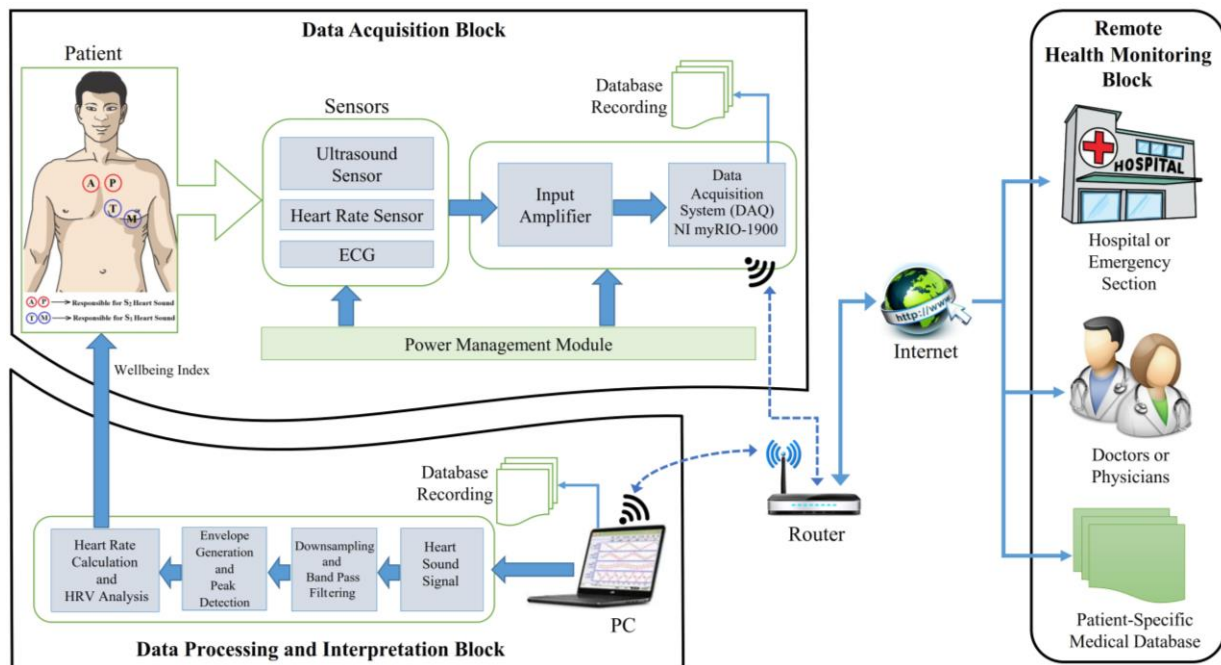 Data Acquisition Block
Patient
A P
T
M
A P Responsible for S2 Heart Sound
T M Responsible for S1 Heart Sound
Sensors
Ultrasound
Sensor
Heart Rate Sensor
ECG
Input
Amplifier
Data
Acquisition
System (DAQ)
NI myRIO-1900
Database
Recording
Power Management Module
Wellbeing Index
Database
Recording
Heart Rate
Calculation
and
HRV Analysis
Envelope
Generation
and
Peak
Detection
Downsampling
and
Band Pass
Filtering
Heart
Sound
Signal
PC
Data Processing and Interpretation Block
Router
http://www
Internet
Remote
Health Monitoring
Block
HOSPITAL
Hospital or
Emergency
Section
Doctors or
Physicians
Patient-Specific
Medical Database